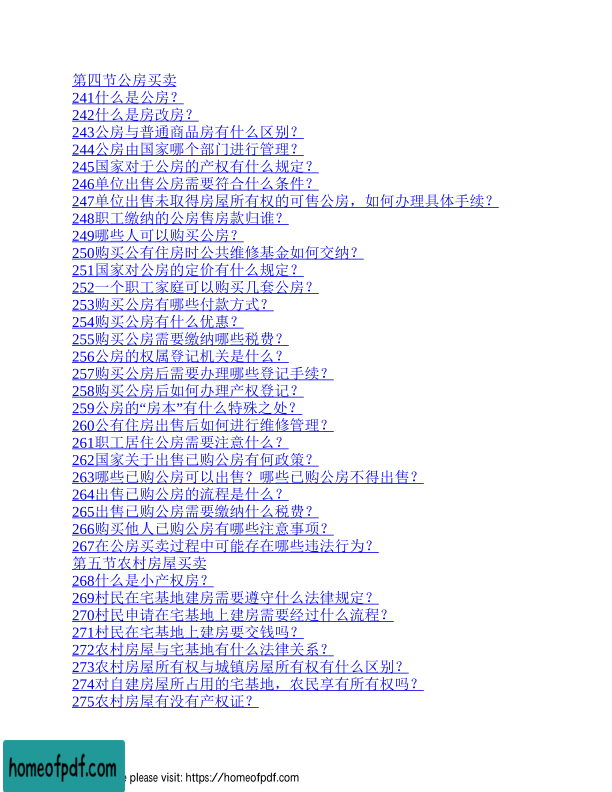 第四节公房买卖
241什么是公房？
242什么是房改房？
243公房与普通商品房有什么区别？
244公房由国家哪个部门进行管理？
245国家对于公房的产权有什么规定？
246单位出售公房需要符合什么条件？
247单位出售未取得房屋所有权的可售公房，如何办理具体手续？
248职工缴纳的公房售房款归谁？
249哪些人可以购买公房？
250购买公有住房时公共维修基金如何交纳？
251国家对公房的定价有什么规定？
252一个职工家庭可以购买几套公房？
253购买公房有哪些付款方式？
254购买公房有什么优惠？
255购买公房需要缴纳哪些税费？
256公房的权属登记机关是什么？
257购买公房后需要办理哪些登记手续？
258购买公房后如何办理产权登记？
259公房的“房本”有什么特殊之处？
260公有住房出售后如何进行维修管理？
261职工居住公房需要注意什么？
262国家关于出售已购公房有何政策？
263哪些已购公房可以出售？哪些已购公房不得出售？
264出售已购公房的流程是什么？
265出售已购公房需要缴纳什么税费？
266购买他人已购公房有哪些注意事项？
267在公房买卖过程中可能存在哪些违法行为？
第五节农村房屋买卖
268什么是小产权房？
269村民在宅基地建房需要遵守什么法律规定？
270村民申请在宅基地上建房需要经过什么流程？
271村民在宅基地上建房要交钱吗？
272农村房屋与宅基地有什么法律关系？
273农村房屋所有权与城镇房屋所有权有什么区别？
274对自建房屋所占用的宅基地，农民享有所有权吗？
275农村房屋有没有产权证？
homeofpdf.com
e please visit: https://homeofpdf.com